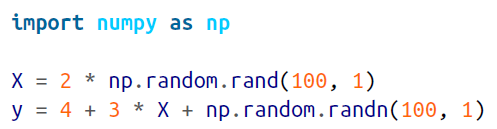 import numpy as np
X = 2 * np.random.rand(100, 1)
y = 4 + 3 * X + np.random.randn(100, 1)